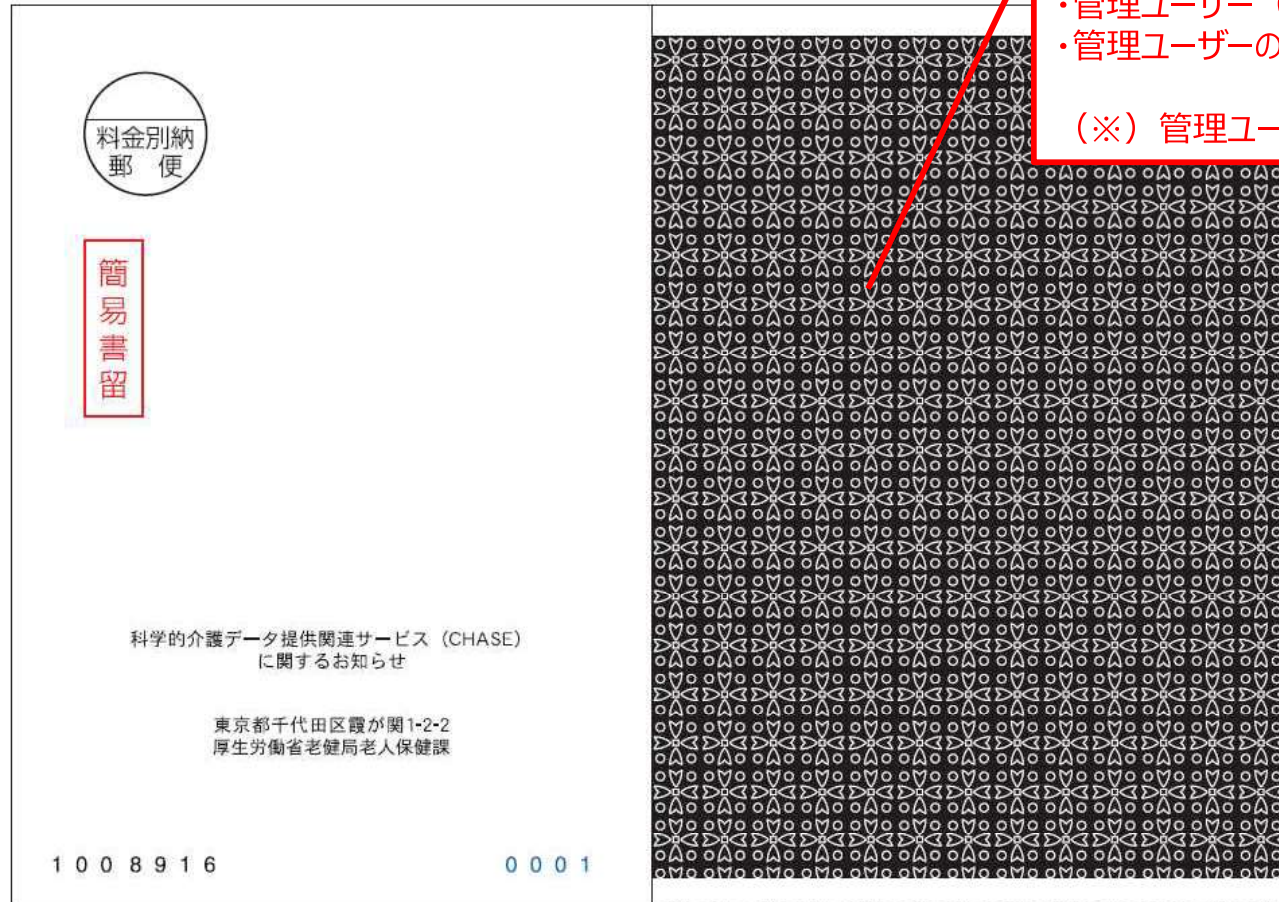 ・管理ユーザーの
（※）管理ユー
料金別納
郵　便
簡易書留
科学的介護データ提供関連サービス（CHASE）
に関するお知らせ
東京都千代田区霞が関1-2-2
厚生労働省老健局老人保健課
1008916
0001